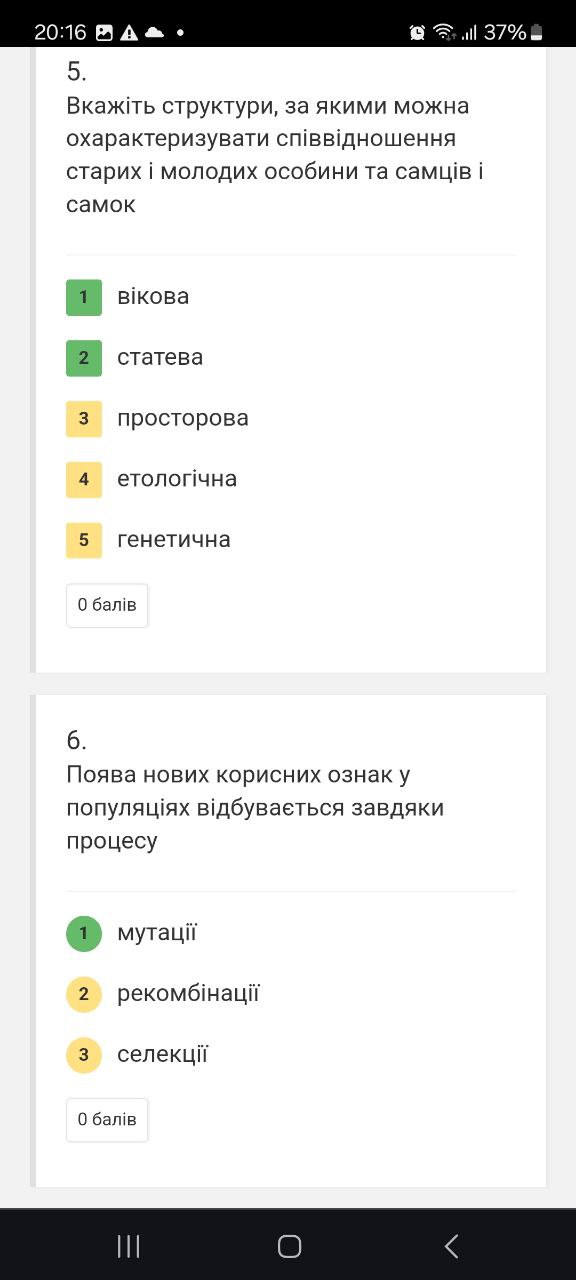 20:16
37%
5.
Вкажіть структури, за якими можна
охарактеризувати співвідношення
старих і молодих особини та самців і
самок
1 вікова
2 статева
3 просторова
4 етологічна
5 генетична
0 балів
6.
Поява нових корисних ознак у
популяціях відбувається завдяки
процесу
1 мутації
2 рекомбінації
3 селекції
0 балів